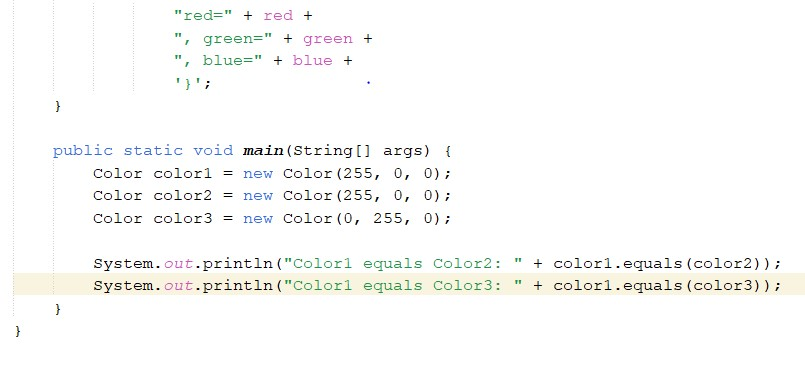 "red=" + red +
", green=" + green +
", blue=" + blue +
'}';
}
public static void main(String[] args) {
Color color1 = new Color(255, 0, 0);
Color color2 = new Color(255, 0, 0);
Color color3 = new Color(0, 255, 0);
System.out.println("Color1 equals Color2: " + color1.equals(color2));
System.out.println("Color1 equals Color3: " + color1.equals(color3));
}
}